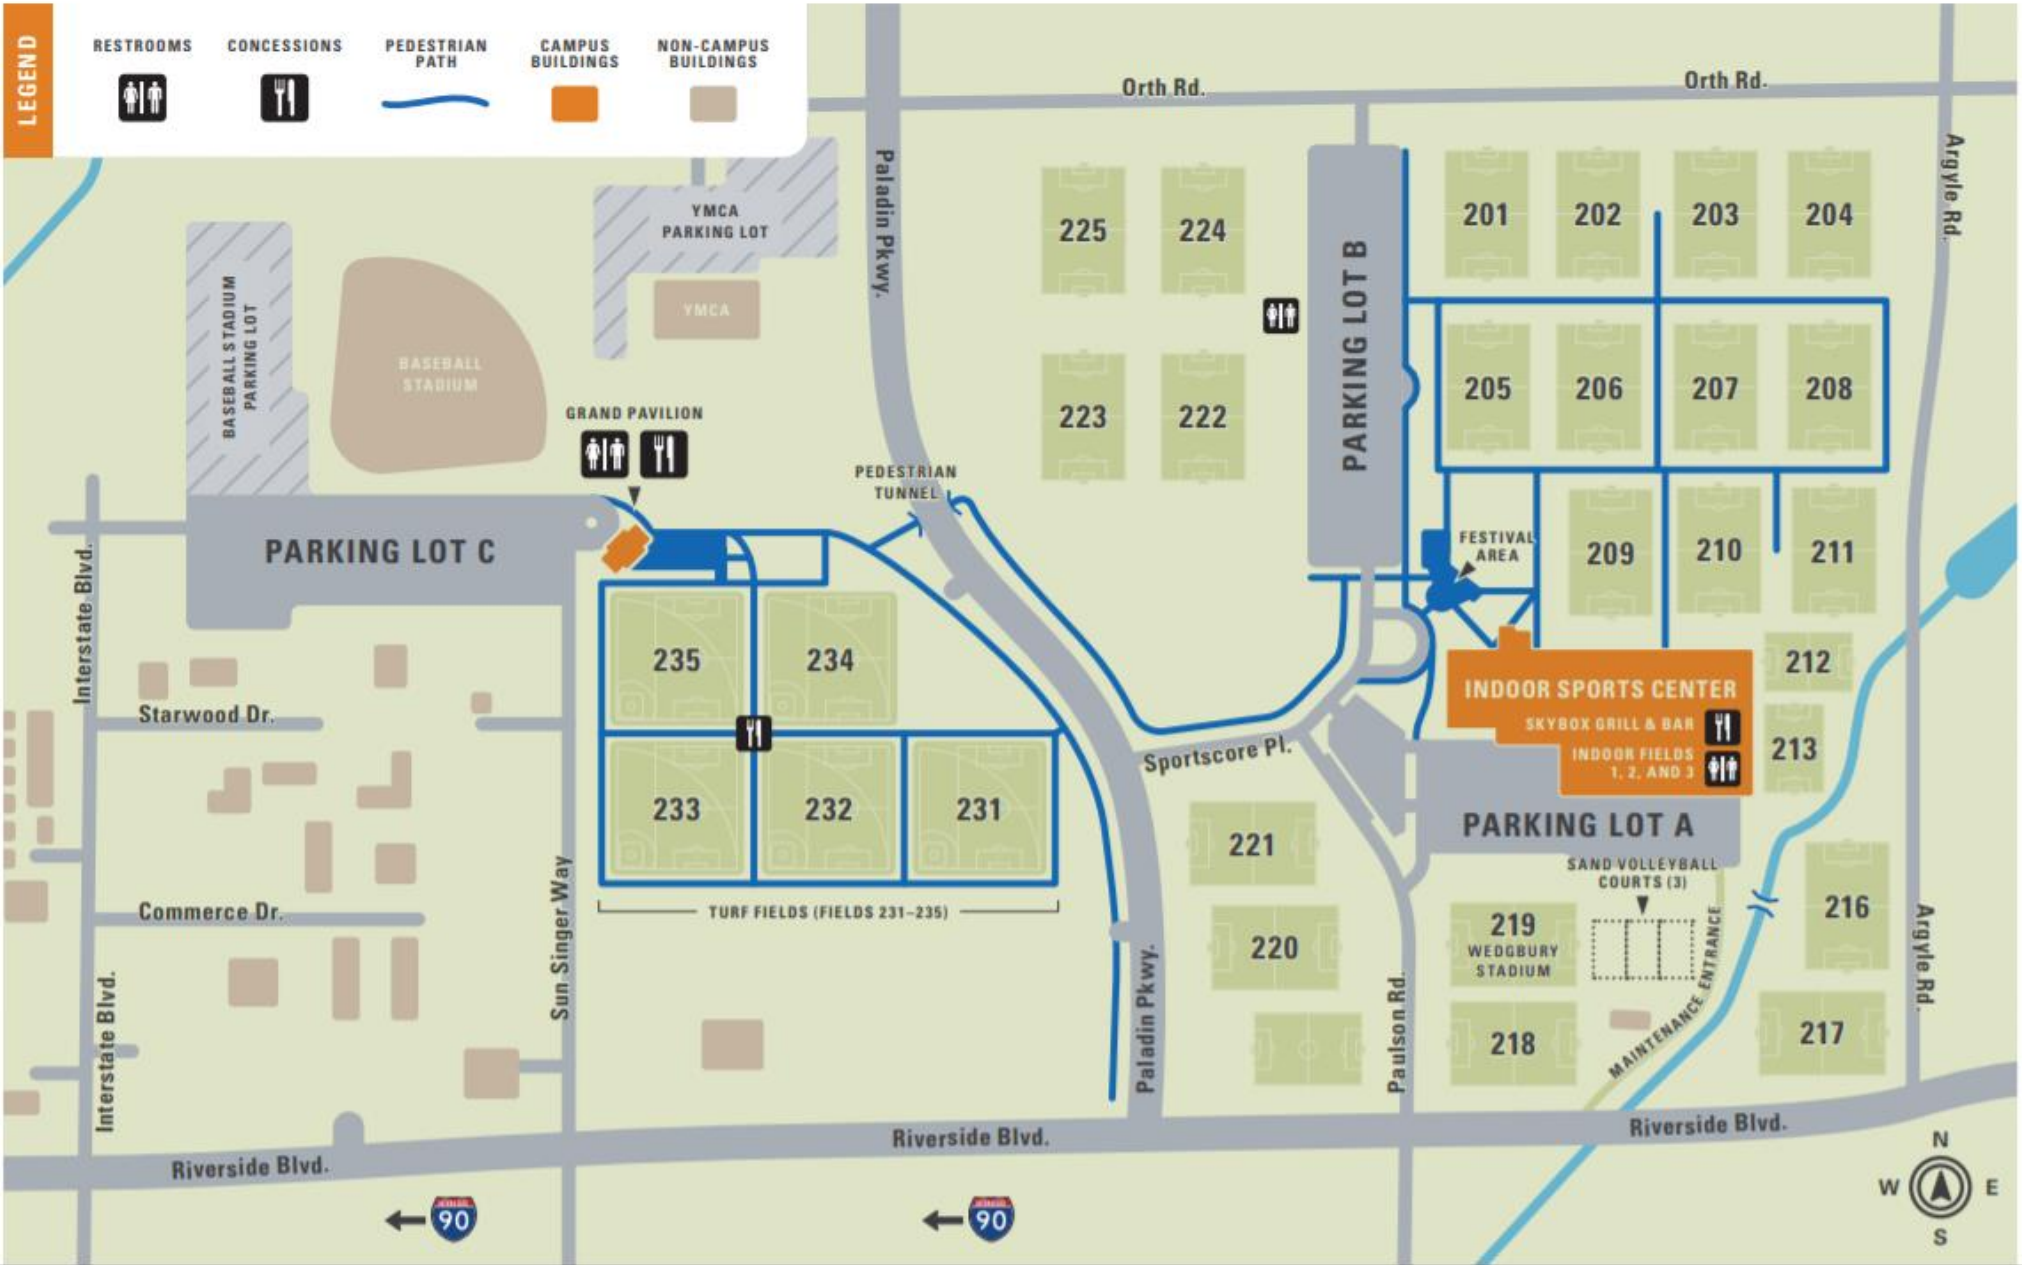 LEGEND
RESTROOMS
CONCESSIONS
PEDESTRIAN
PATH
CAMPUS
BUILDINGS
NON-CAMPUS
BUILDINGS
Orth Rd.
Orth Rd.
Paladin Pkwy.
Argyle Rd.
YMCA
PARKING LOT
YMCA
BASEBALL STADIUM
PARKING LOT
BASEBALL
STADIUM
225
224
223
222
PARKING LOT B
201
202
203
204
205
206
207
208
GRAND PAVILION
PEDESTRIAN
TUNNEL
PARKING LOT C
FESTIVAL
AREA
209
210
211
212
213
Interstate Blvd.
Starwood Dr.
235
234
233
232
231
TURF FIELDS (FIELDS 231–235)
INDOOR SPORTS CENTER
SKYBOX GRILL & BAR
INDOOR FIELDS
1, 2, AND 3
Sportscore Pl.
PARKING LOT A
SAND VOLLEYBALL
COURTS (3)
221
220
219
WEDGBURY
STADIUM
218
216
217
Commerce Dr.
Sun Singer Way
Interstate Blvd.
Paladin Pkwy.
Paulson Rd.
MAINTENANCE ENTRANCE
Argyle Rd.
Riverside Blvd.
Riverside Blvd.
Riverside Blvd.
90
90
N
W
E
S